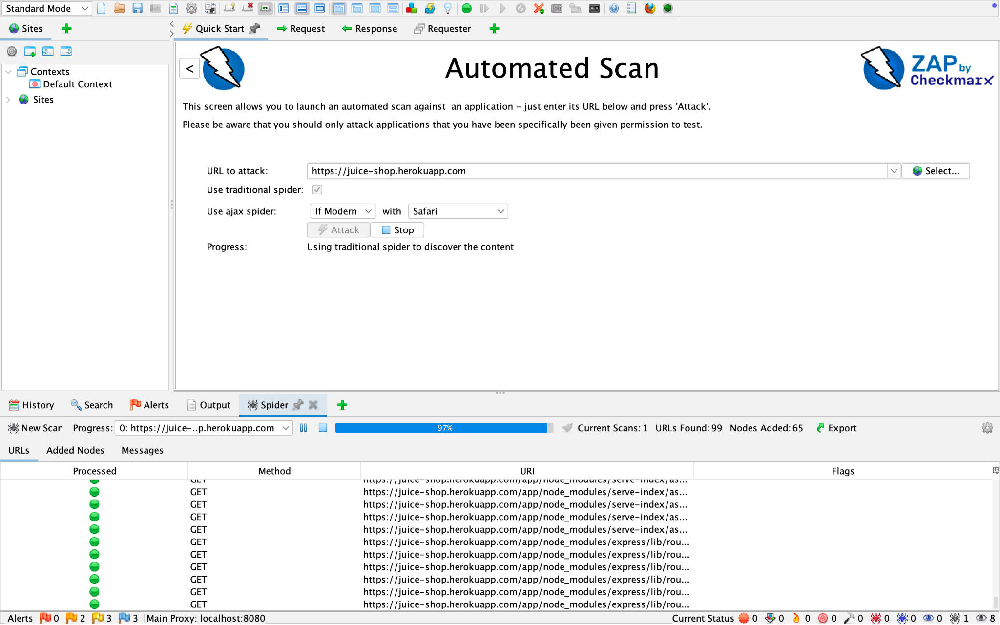 Standard Mode
Sites
Quick Start
Request
Response
Requester
<
Automated Scan
ZAP by
Checkmarx
Contexts
Default Context
Sites
This screen allows you to launch an automated scan against  an application - just enter its URL below and press 'Attack'.
Please be aware that you should only attack applications that you have been specifically been given permission to test.
URL to attack:
https://juice-shop.herokuapp.com
Select...
Use traditional spider:
Use ajax spider:
If Modern
with
Safari
Attack
Stop
Progress:
Using traditional spider to discover the content
History
Search
Alerts
Output
Spider
New Scan
Progress:
0: https://juice-..p.herokuapp.com
97%
Current Scans: 1
URLs Found: 99
Nodes Added: 65
Export
URLs
Added Nodes
Messages
Processed
Method
URI
Flags
GET
https://juice-shop.herokuapp.com/app/node_modules/serve-index/as...
GET
https://juice-shop.herokuapp.com/app/node_modules/serve-index/as...
GET
https://juice-shop.herokuapp.com/app/node_modules/serve-index/as...
GET
https://juice-shop.herokuapp.com/app/node_modules/serve-index/as...
GET
https://juice-shop.herokuapp.com/app/node_modules/serve-index/as...
GET
https://juice-shop.herokuapp.com/app/node_modules/express/lib/rou...
GET
https://juice-shop.herokuapp.com/app/node_modules/express/lib/rou...
GET
https://juice-shop.herokuapp.com/app/node_modules/express/lib/rou...
GET
https://juice-shop.herokuapp.com/app/node_modules/express/lib/rou...
GET
https://juice-shop.herokuapp.com/app/node_modules/express/lib/rou...
GET
https://juice-shop.herokuapp.com/app/node_modules/express/lib/rou...
Alerts 0 2 3 3 Main Proxy: localhost:8080
Current Status 0 0 0 0 0 0 0 0 1 8